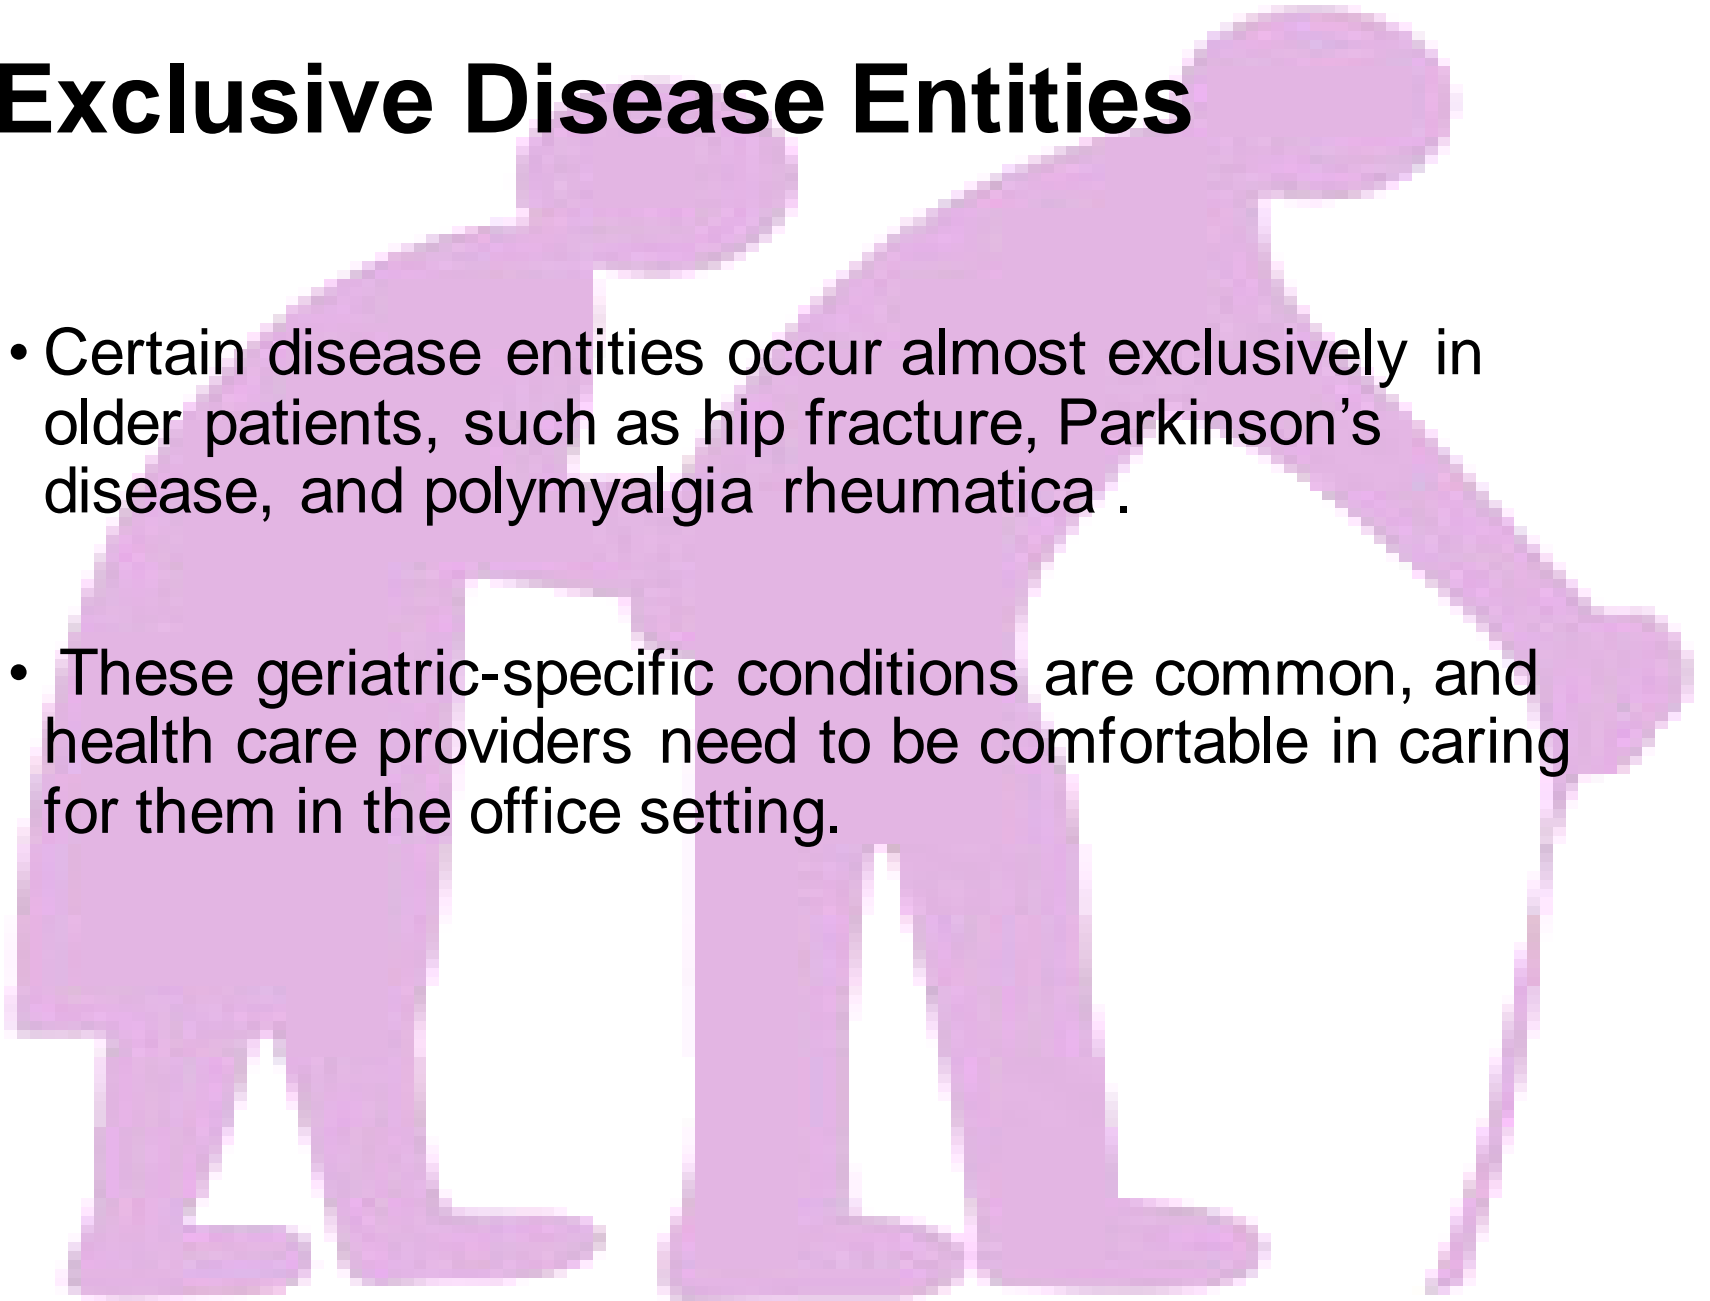 Exclusive Disease Entities
• Certain disease entities occur almost exclusively in
older patients, such as hip fracture, Parkinson’s
disease, and polymyalgia rheumatica .
• These geriatric-specific conditions are common, and
health care providers need to be comfortable in caring
for them in the office setting.